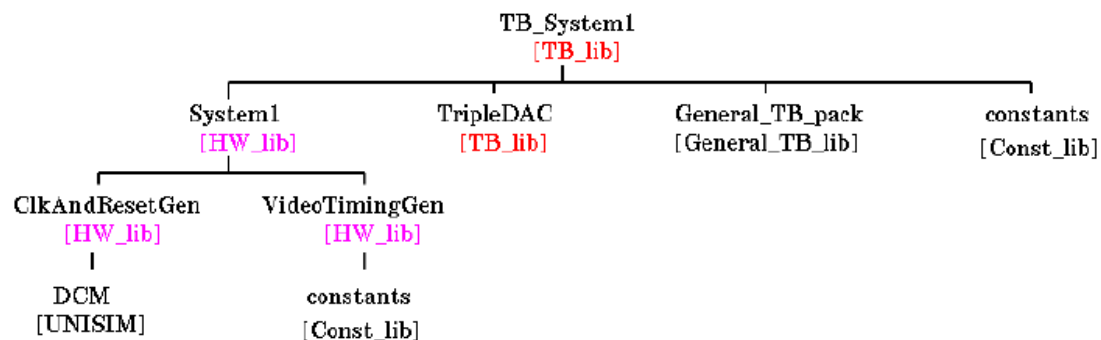 TB_System1
[TB_lib]
System1 TripleDAC General_TB_pack constants
[HW_lib] [TB_lib] [General_TB_lib] [Const_lib]
ClkAndResetGen VideoTimingGen
[HW_lib] [HW_lib]
DCM constants
[UNISIM] [Const_lib]